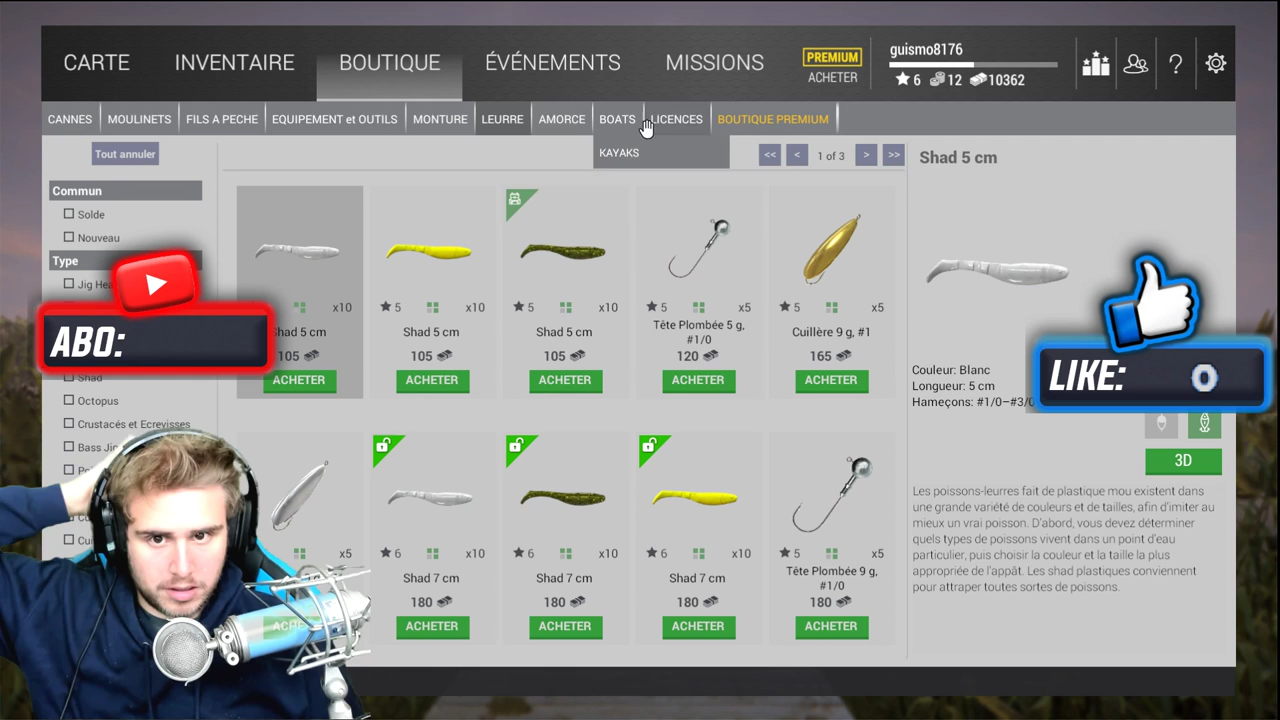 CARTE INVENTAIRE BOUTIQUE ÉVÉNEMENTS MISSIONS PREMIUM ACHETER
guismo8176
6 12 10362
CANNES MOULINETS FILS A PECHE EQUIPEMENT et OUTILS MONTURE LEURRE AMORCE BOATS LICENCES BOUTIQUE PREMIUM
KAYAKS
Tout annuler
<< < 1 of 3 > >>
Shad 5 cm
Commun
Solde
Nouveau
Type
Jig
ABO:
Shad
Octopus
Crustacés et Ecrevisses
Bass
x10
Shad 5 cm
105
ACHETER
5 x10
Shad 5 cm
105
ACHETER
5 x10
Shad 5 cm
105
ACHETER
5 x5
Tête Plombée 5 g,
#1/0
120
ACHETER
5 x5
Cuillère 9 g, #1
165
ACHETER
x5
6 x10
Shad 7 cm
180
ACHETER
6 x10
Shad 7 cm
180
ACHETER
6 x10
Shad 7 cm
180
ACHETER
5 x5
Tête Plombée 9 g,
#1/0
180
ACHETER
LIKE: 0
Couleur: Blanc
Longueur: 5 cm
Hameçons: #1/0–#3/0
3D
Les poissons-leurres fait de plastique mou existent dans
une grande variété de couleurs et de tailles, afin d'imiter au
mieux un vrai poisson. D'abord, vous devez déterminer
quels types de poissons vivent dans un point d'eau
particulier, puis choisir la couleur et la taille la plus
appropriée de l'appât. Les shad plastiques conviennent
pour attraper toutes sortes de poissons.